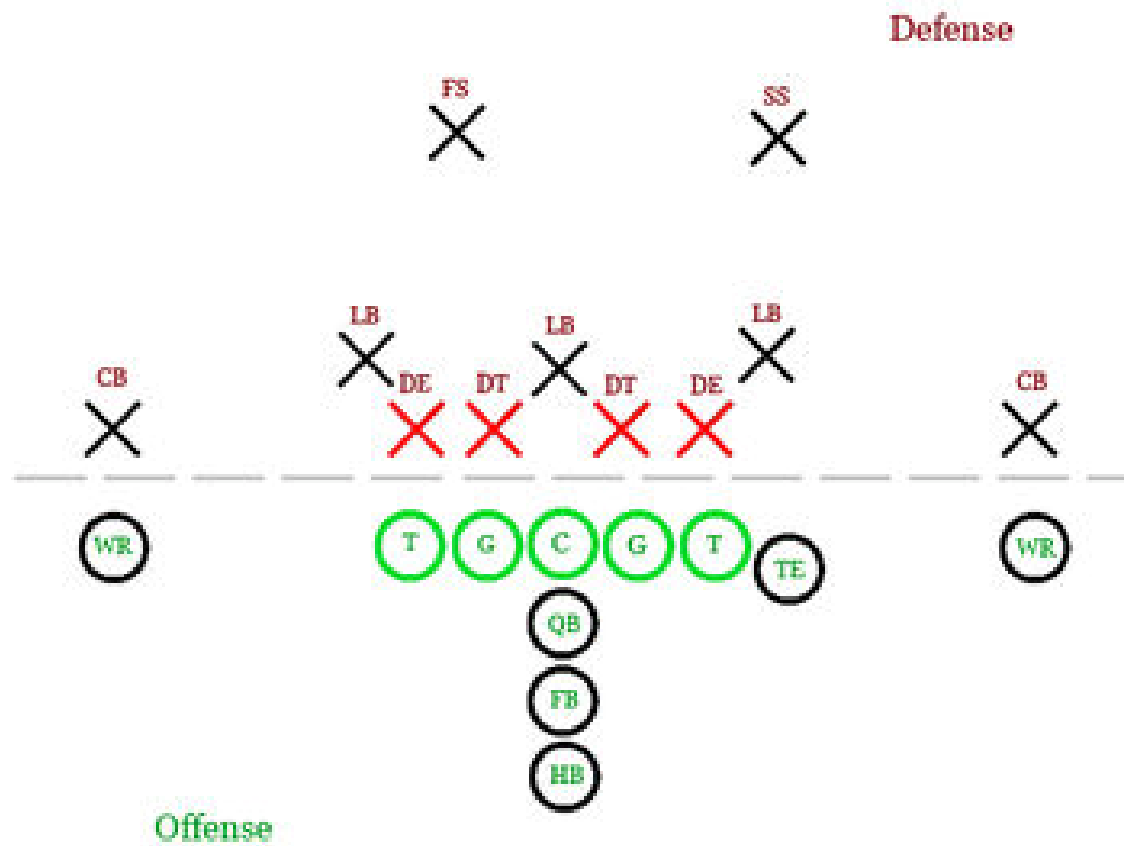 Defense
FS SS
LB LB LB
CB DE DT DT DE CB
WR T G C G T TE WR
QB
FB
HB
Offense